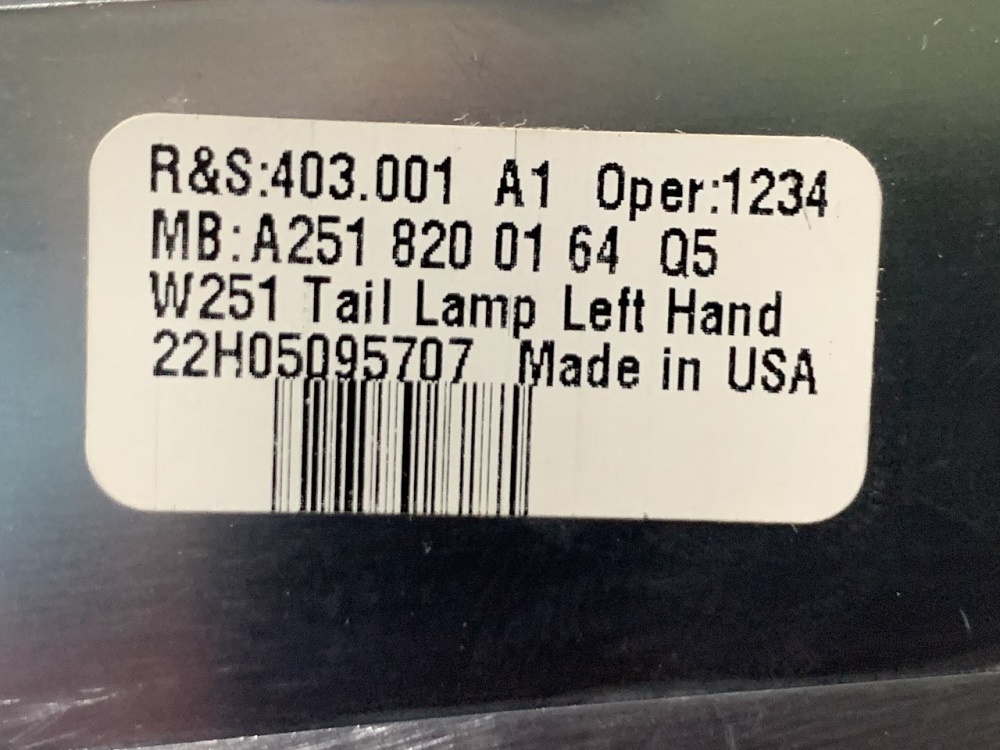 R&S:403.001 A1 Oper:1234
MB:A251 820 01 64 Q5
W251 Tail Lamp Left Hand
22H05095707 Made in USA